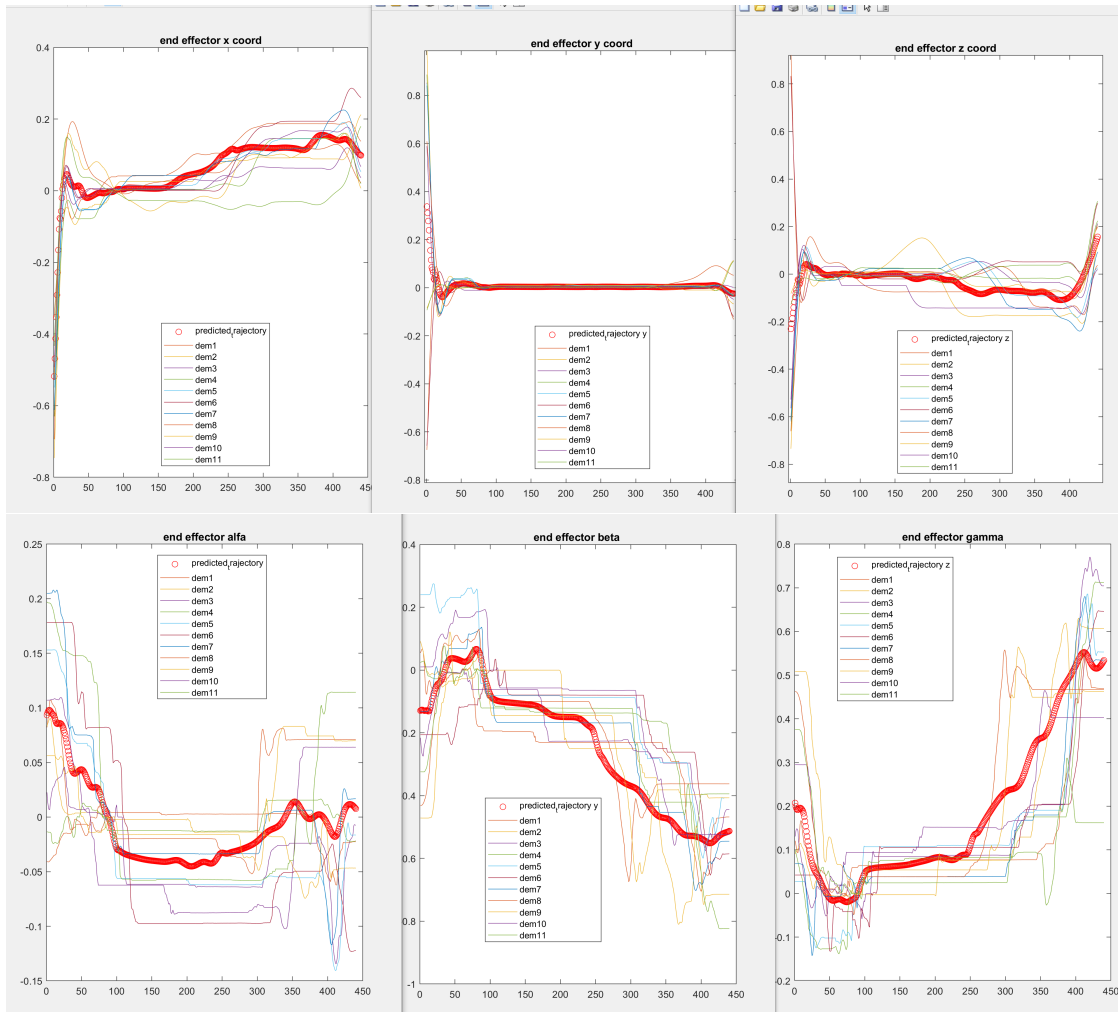 end effector x coord
0.4
0.2
0
-0.2
-0.4
-0.6
-0.8
predictedₜrajectory
dem1
dem2
dem3
dem4
dem5
dem6
dem7
dem8
dem9
dem10
dem11
0 50 100 150 200 250 300 350 400 450
end effector y coord
0.8
0.6
0.4
0.2
0
-0.2
-0.4
-0.6
-0.8
predictedₜrajectory y
dem1
dem2
dem3
dem4
dem5
dem6
dem7
dem8
dem9
dem10
dem11
0 50 100 150 200 250 300 350 400
end effector z coord
0.8
0.6
0.4
0.2
0
-0.2
-0.4
-0.6
-0.8
predictedₜrajectory z
dem1
dem2
dem3
dem4
dem5
dem6
dem7
dem8
dem9
dem10
dem11
0 50 100 150 200 250 300 350 400
end effector alfa
0.25
0.2
0.15
0.1
0.05
0
-0.05
-0.1
-0.15
predictedₜrajectory
dem1
dem2
dem3
dem4
dem5
dem6
dem7
dem8
dem9
dem10
dem11
0 50 100 150 200 250 300 350 400 450
end effector beta
0.4
0.2
0
0.2
0.4
0.6
0.8
-1
predictedₜrajectory y
dem1
dem2
dem3
dem4
dem5
dem6
dem7
dem8
dem9
dem10
dem11
0 50 100 150 200 250 300 350 400 450
end effector gamma
0.8
0.7
0.6
0.5
0.4
0.3
0.2
0.1
0
-0.1
0.2
predictedₜrajectory z
dem1
dem2
dem3
dem4
dem5
dem6
dem7
dem8
dem9
dem10
dem11
0 50 100 150 200 250 300 350 400 450